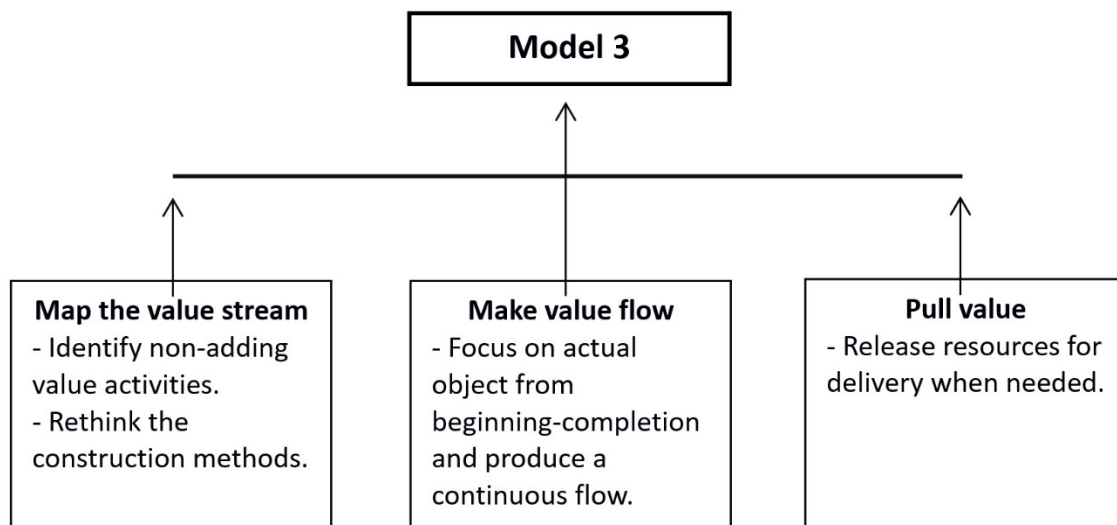 Model 3
Map the value stream
- Identify non-adding
value activities.
- Rethink the
construction methods.
Make value flow
- Focus on actual
object from
beginning-completion
and produce a
continuous flow.
Pull value
- Release resources for
delivery when needed.